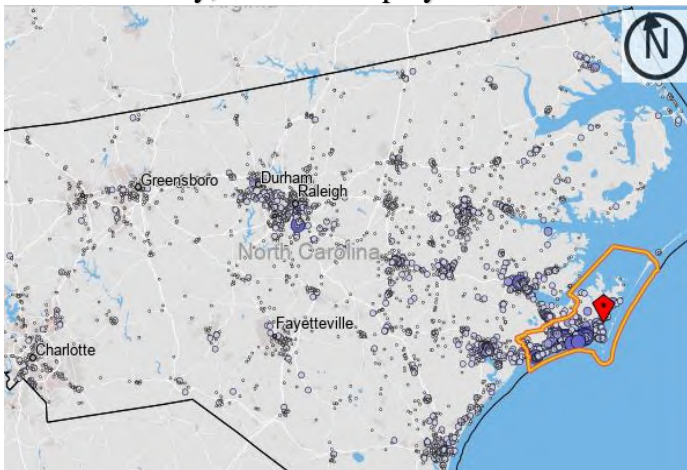 N
Greensboro
Durham
Raleigh
North Carolina
Fayetteville
Charlotte